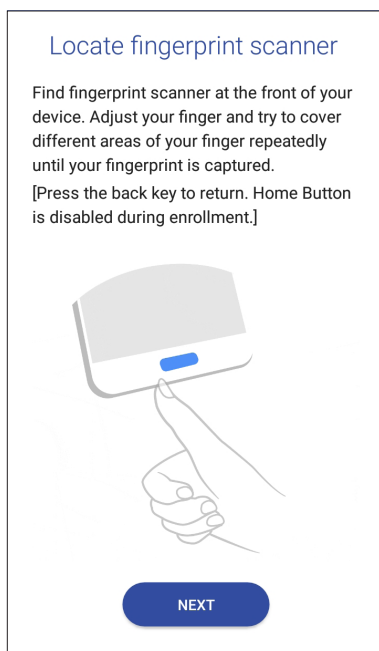 Locate fingerprint scanner
Find fingerprint scanner at the front of your
device. Adjust your finger and try to cover
different areas of your finger repeatedly
until your fingerprint is captured.
[Press the back key to return. Home Button
is disabled during enrollment.]
NEXT